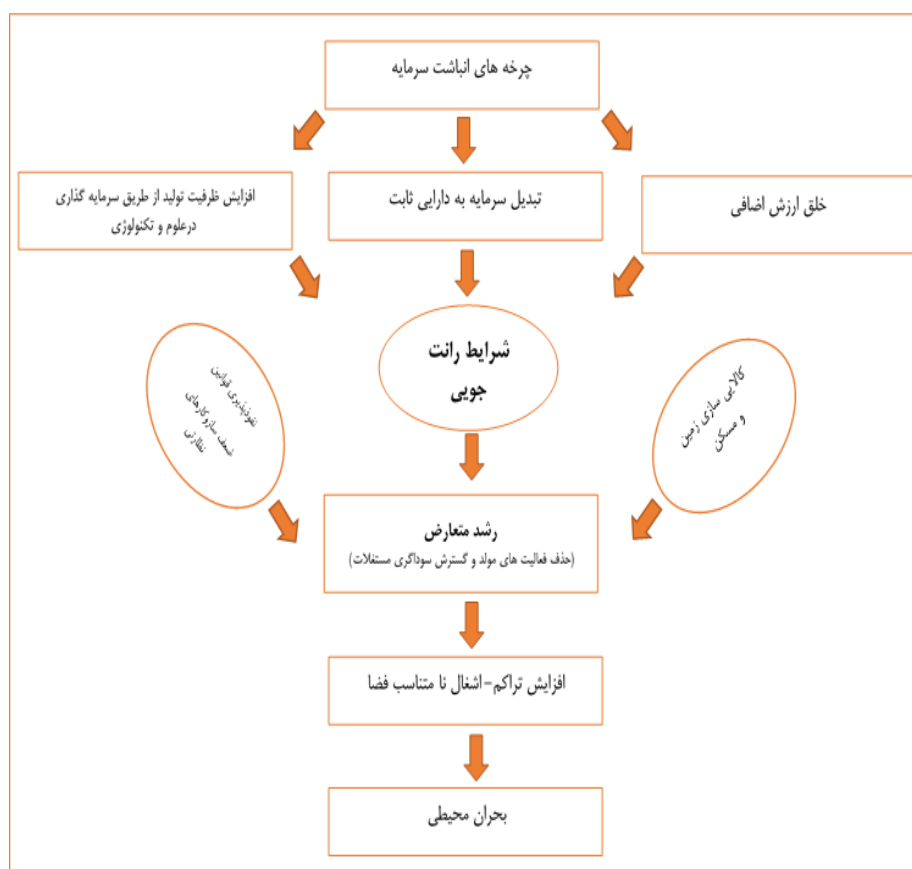 چرخه های انباشت سرمایه
خلق ارزش اضافی
تبدیل سرمایه به دارایی ثابت
افزایش ظرفیت تولید از طریق سرمایه گذاری
درعلوم و تکنولوژی
شرایط رانت
جویی
کالایی سازی زمین
و مسکن
نفوذپذیری قوانین
ضعف سازوکارهای
نظارتی
رشد متعارض
(حذف فعالیت های مولد و گسترش سوداگری مستغلات)
افزایش تراکم-اشغال نا متناسب فضا
بحران محیطی